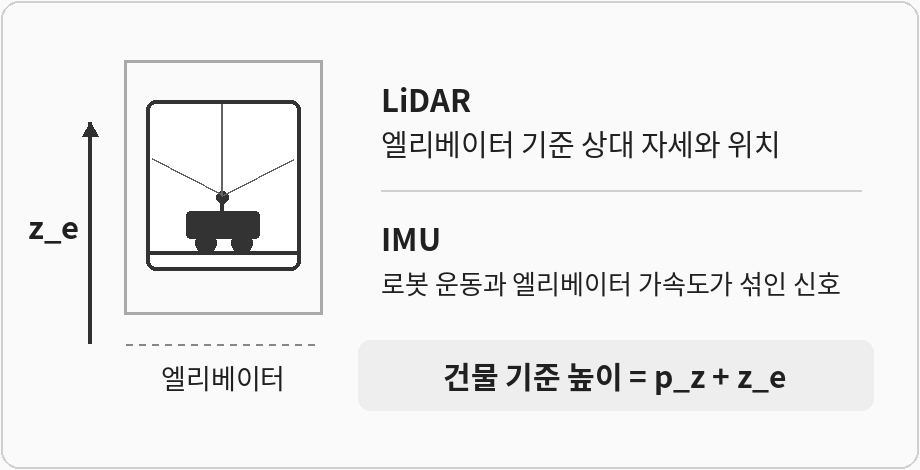 LiDAR
엘리베이터 기준 상대 자세와 위치
z_e
IMU
로봇 운동과 엘리베이터 가속도가 섞인 신호
엘리베이터
건물 기준 높이 = p_z + z_e